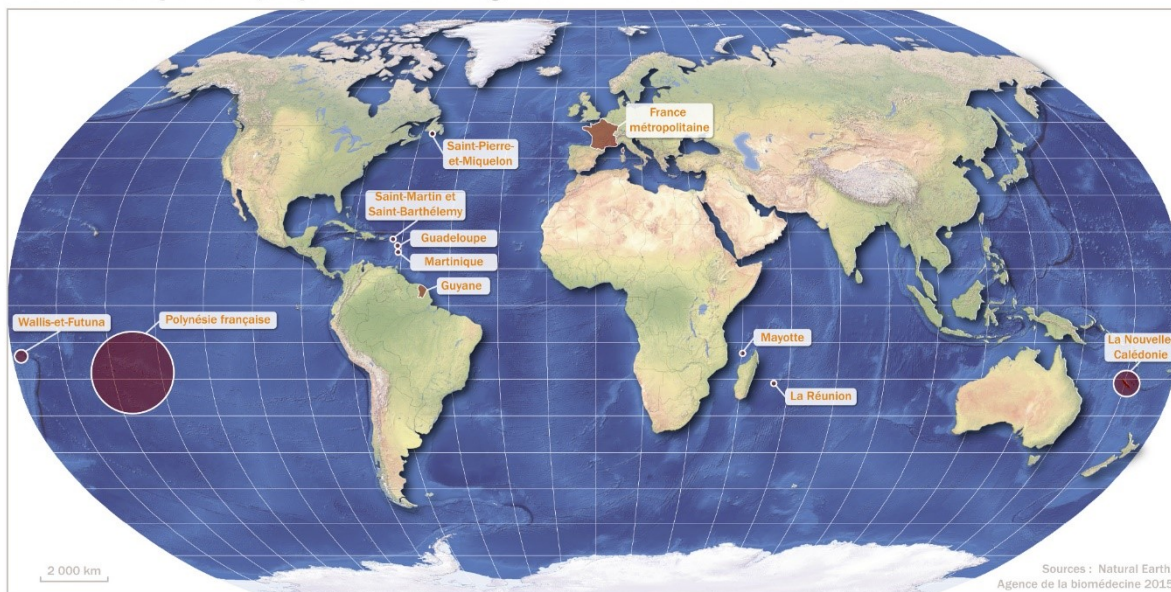 France
métropolitaine
Saint-Pierre-
et-Miquelon
Saint-Martin et
Saint-Barthélemy
Guadeloupe
Martinique
Guyane
Wallis-et-Futuna
Polynésie française
Mayotte
La Réunion
La Nouvelle
Calédonie
2 000 km
Sources : Natural Earth
Agence de la biomédecine 2015